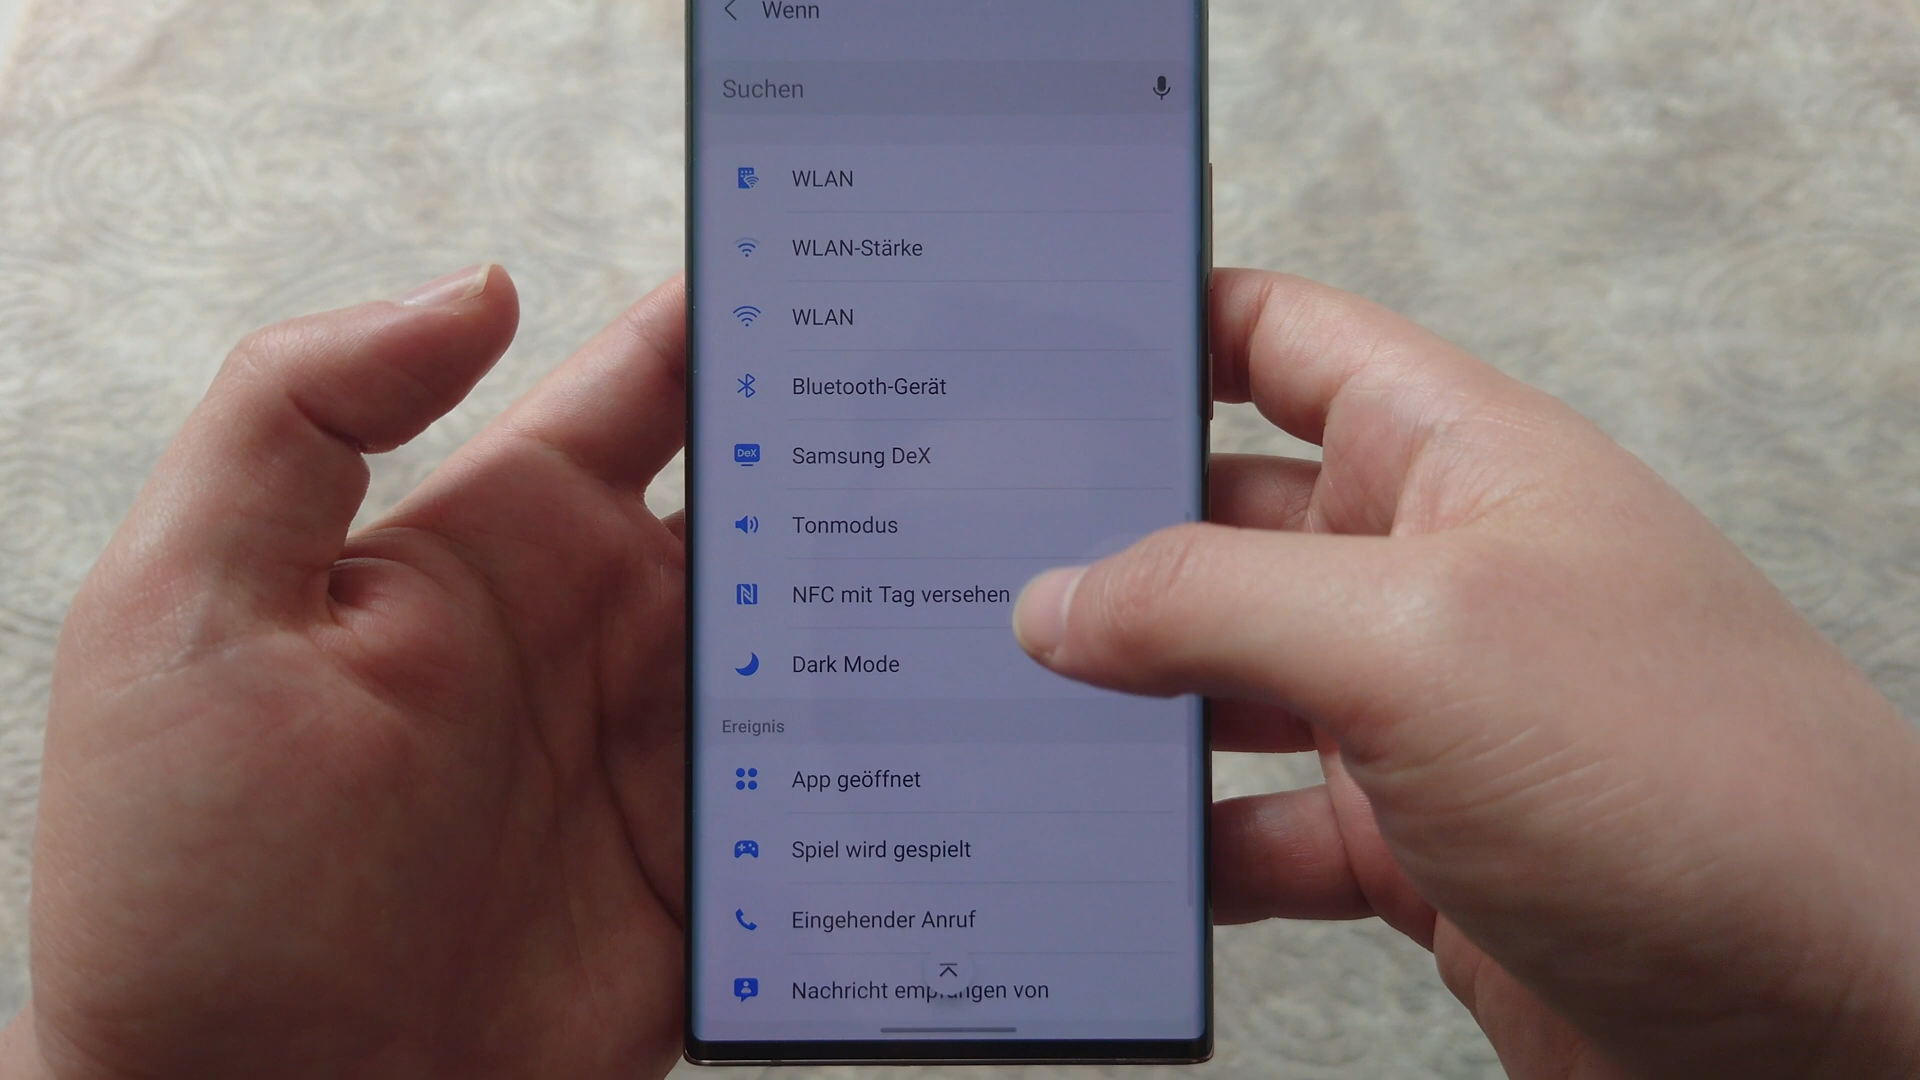 Wenn
Suchen
WLAN
WLAN-Stärke
WLAN
Bluetooth-Gerät
DeX
Samsung DeX
Tonmodus
NFC mit Tag versehen
Dark Mode
Ereignis
App geöffnet
Spiel wird gespielt
Eingehender Anruf
Nachricht empfangen von